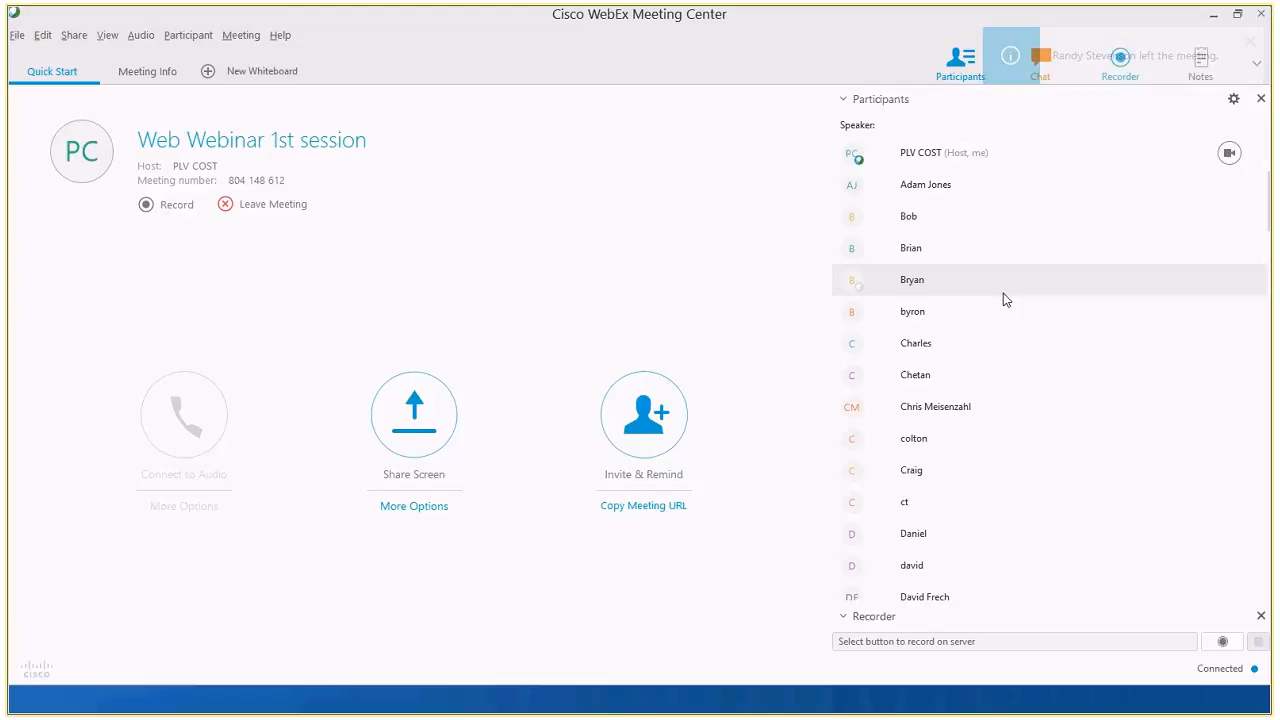 Cisco WebEx Meeting Center
File Edit Share View Audio Participant Meeting Help
Quick Start Meeting Info New Whiteboard
Participants Chat Recorder Notes
Randy Stevenson left the meeting.
PC
Web Webinar 1st session
Host: PLV COST
Meeting number: 804 148 612
Record Leave Meeting
Connect to Audio
More Options
Share Screen
More Options
Invite & Remind
Copy Meeting URL
Participants
Speaker:
PC PLV COST (Host, me)
AJ Adam Jones
B Bob
B Brian
B Bryan
B byron
C Charles
C Chetan
CM Chris Meisenzahl
C colton
C Craig
C ct
D Daniel
D david
DF David Frech
Recorder
Select button to record on server
Connected
cisco